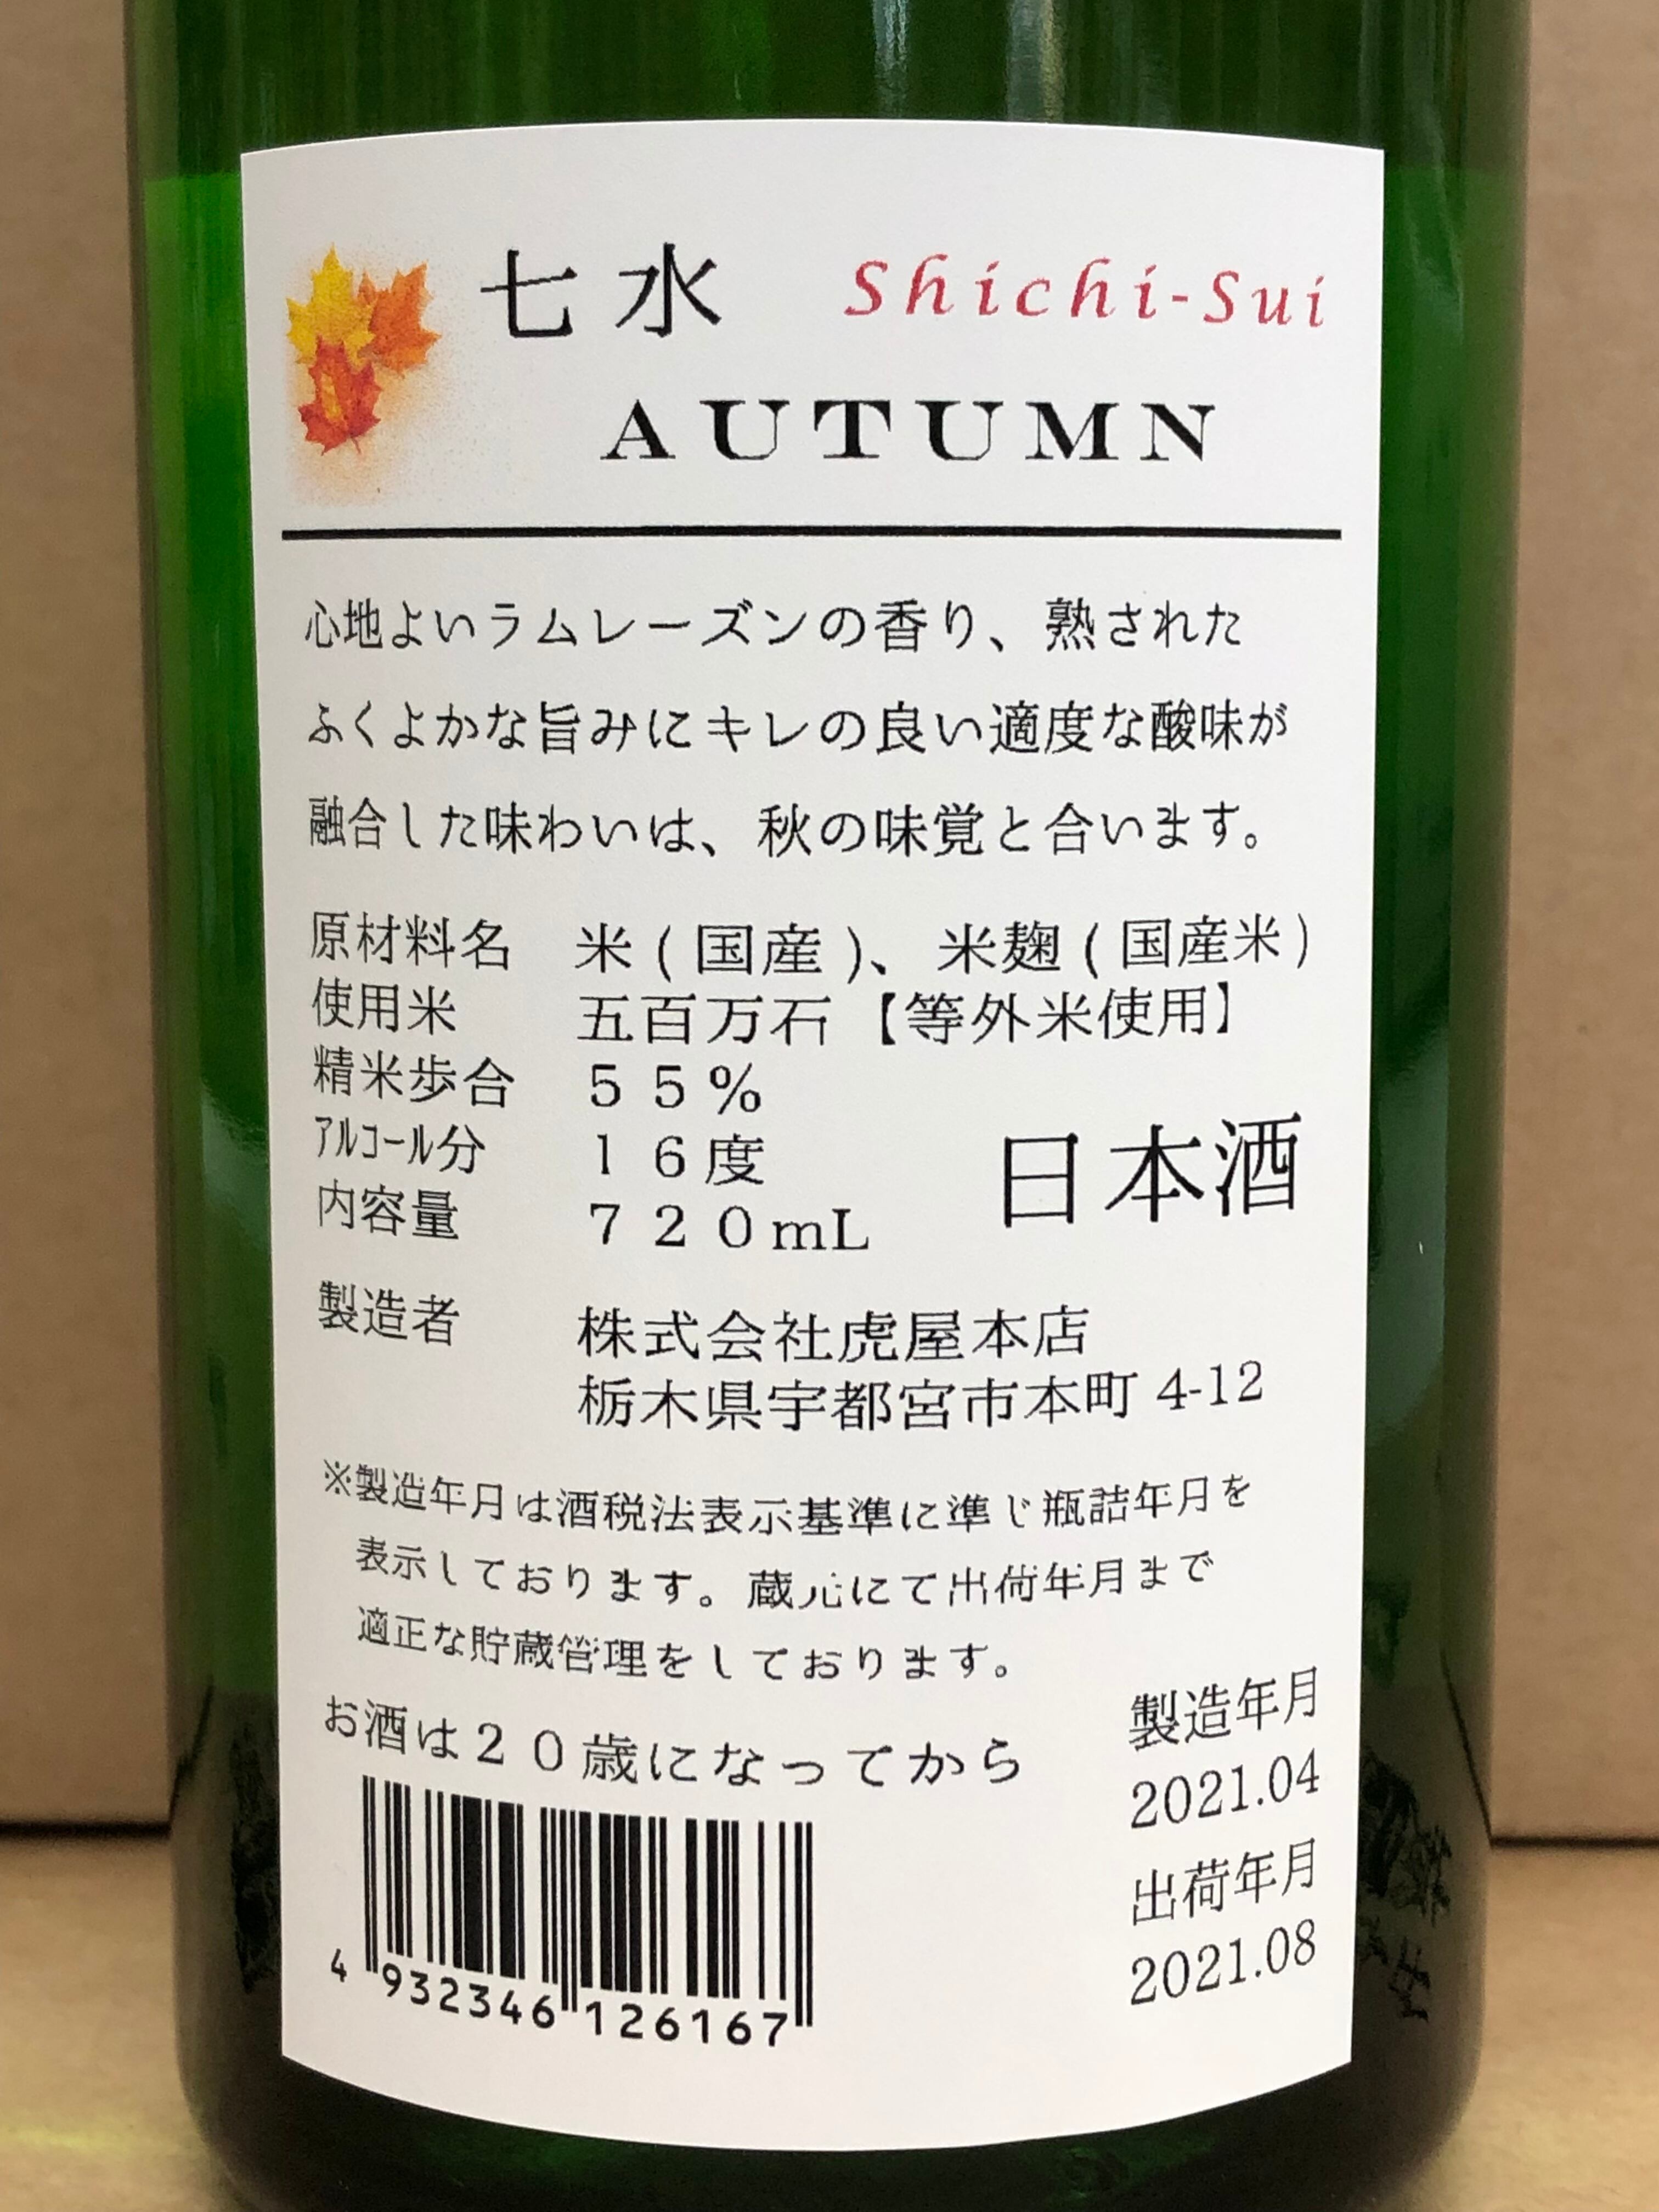 七水 Shichi-Sui
AUTUMN
心地よいラムレーズンの香り、熟された
ふくよかな旨みにキレの良い適度な酸味が
融合した味わいは、秋の味覚と合います。
原材料名 米(国産)、米麹(国産米)
使用米 五百万石【等外米使用】
精米歩合 55%
アルコール分 16度
内容量 720mL
日本酒
製造者 株式会社虎屋本店
栃木県宇都宮市本町 4-12
※製造年月は酒税法表示基準に準じ瓶詰年月を
表示しております。蔵元にて出荷年月まで
適正な貯蔵管理をしております。
お酒は20歳になってから
製造年月
2021.04
出荷年月
2021.08
4 932346 126167